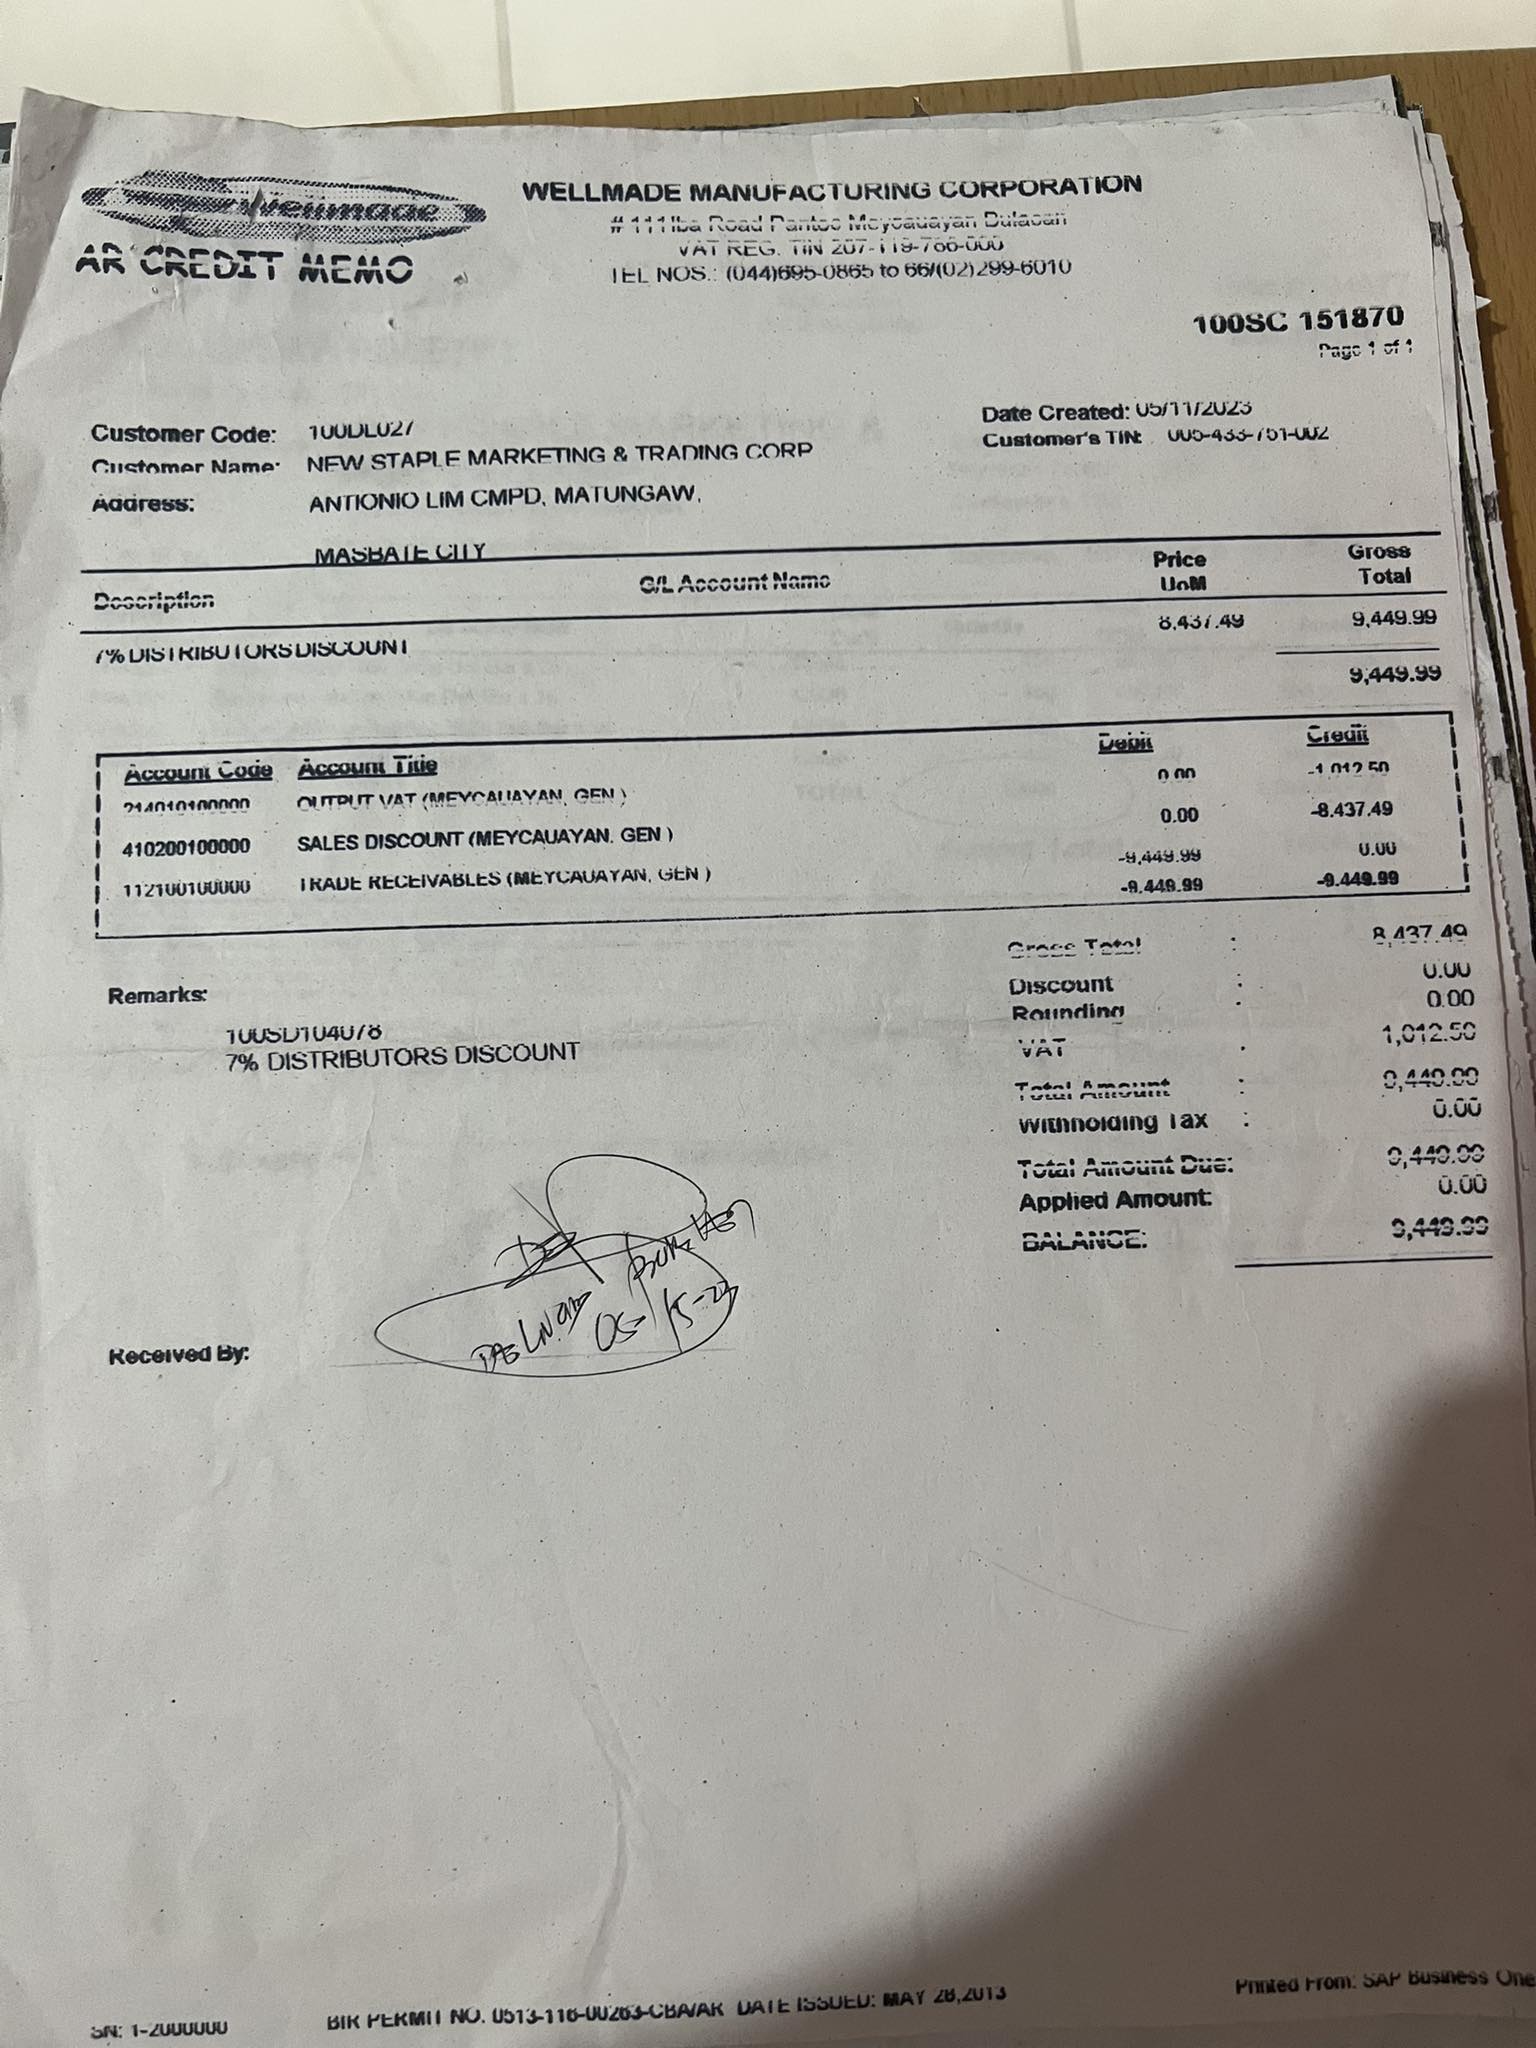 Wellmade
WELLMADE MANUFACTURING CORPORATION
# 111 Iba Road Pantoc Meycauayan Bulacan
AR CREDIT MEMO
VAT REG. TIN 207-119-766-000
TEL NOS.: (044)695-0865 to 66/(02)299-6010
100SC 151870
Page 1 of 1
Customer Code: 100DL027
Date Created: 05/11/2023
Customer Name: NEW STAPLE MARKETING & TRADING CORP
Customer's TIN: 005-433-751-002
Address: ANTIONIO LIM CMPD, MATUNGAW,
MASBATE CITY
Description G/L Account Name Price UoM Gross Total
7% DISTRIBUTORS DISCOUNT 8,437.49 9,449.99
9,449.99
Account Code Account Title Debit Credit
214010100000 OUTPUT VAT (MEYCAUAYAN, GEN ) 0.00 -1,012.50
410200100000 SALES DISCOUNT (MEYCAUAYAN, GEN ) 0.00 -8,437.49
112100100000 TRADE RECEIVABLES (MEYCAUAYAN, GEN ) -9,449.99 0.00
-9,449.99 -9,449.99
Gross Total : 8,437.49
Remarks:
Discount : 0.00
Rounding : 0.00
100SD104078
7% DISTRIBUTORS DISCOUNT
VAT : 1,012.50
Total Amount : 9,449.99
Withholding Tax : 0.00
Total Amount Due: 9,449.99
Applied Amount: 0.00
BALANCE: 9,449.99
05-15-23
Received By:
SN: 1-2000000
BIR PERMIT NO. 0513-116-00263-CBA/AR DATE ISSUED: MAY 28,2013
Printed From: SAP Business One